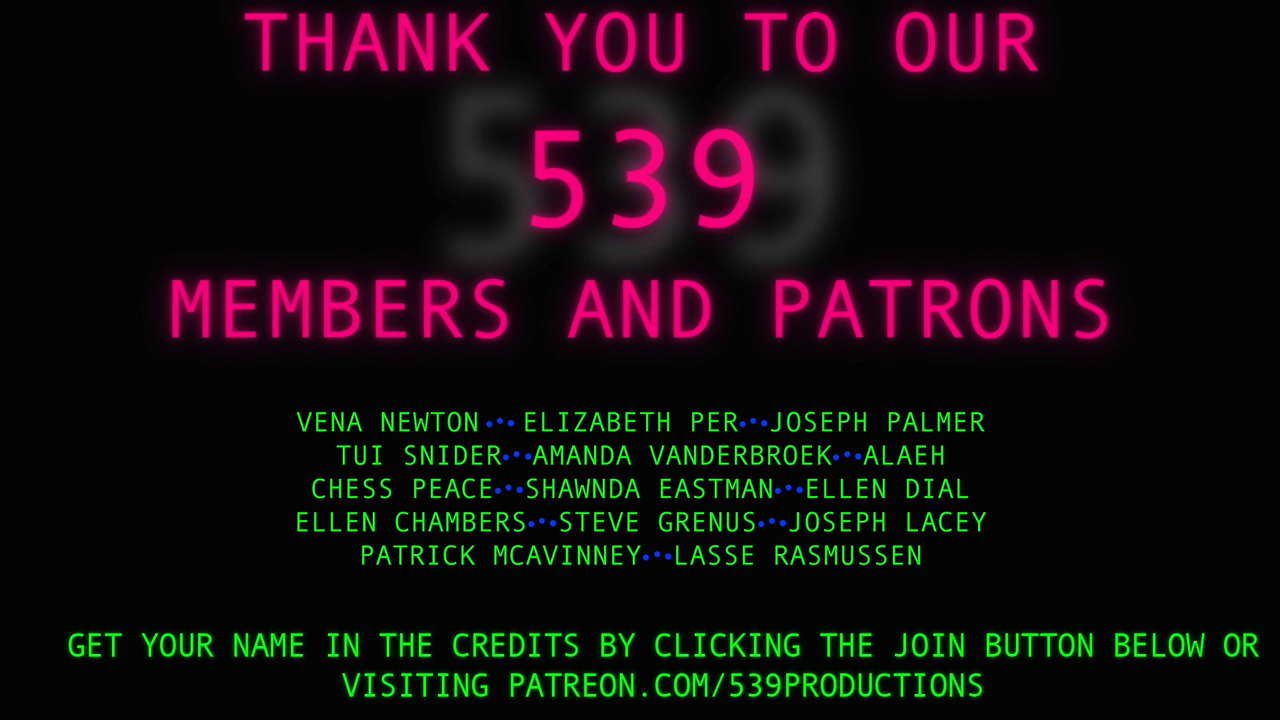 THANK YOU TO OUR
539
MEMBERS AND PATRONS
VENA NEWTON•••ELIZABETH PER•••JOSEPH PALMER
TUI SNIDER•••AMANDA VANDERBROEK•••ALAEH
CHESS PEACE•••SHAWNDA EASTMAN•••ELLEN DIAL
ELLEN CHAMBERS•••STEVE GRENUS•••JOSEPH LACEY
PATRICK MCAVINNEY•••LASSE RASMUSSEN
GET YOUR NAME IN THE CREDITS BY CLICKING THE JOIN BUTTON BELOW OR
VISITING PATREON.COM/539PRODUCTIONS